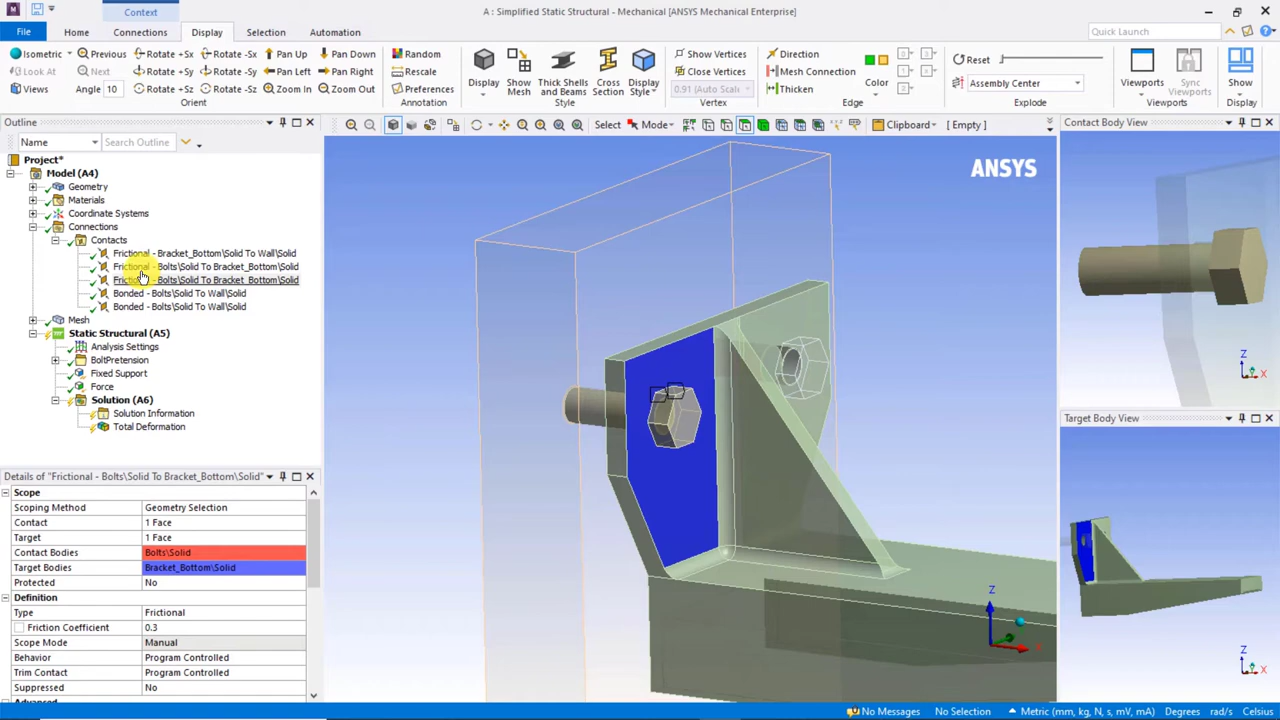 Context
A : Simplified Static Structural - Mechanical [ANSYS Mechanical Enterprise]
File Home Connections Display Selection Automation
Quick Launch
Isometric Previous Rotate +Sx Rotate -Sx Pan Up Pan Down Random Show Vertices Direction Reset
Look At Next Rotate +Sy Rotate -Sy Pan Left Pan Right Rescale Close Vertices Mesh Connection Assembly Center
Views Angle 10 Rotate +Sz Rotate -Sz Zoom In Zoom Out Preferences 0.91 (Auto Scale) Thicken
Display Show Mesh Thick Shells and Beams Cross Section Display Style Color Viewports Sync Viewports Show
Orient Annotation Style Vertex Edge Explode Viewports Display
Outline
Select Mode Clipboard [ Empty ]
Contact Body View
Name Search Outline
Project*
Model (A4)
Geometry
Materials
Coordinate Systems
Connections
Contacts
Frictional - Bracket_Bottom\Solid To Wall\Solid
Frictional - Bolts\Solid To Bracket_Bottom\Solid
Frictional - Bolts\Solid To Bracket_Bottom\Solid
Bonded - Bolts\Solid To Wall\Solid
Bonded - Bolts\Solid To Wall\Solid
Mesh
Static Structural (A5)
Analysis Settings
BoltPretension
Fixed Support
Force
Solution (A6)
Solution Information
Total Deformation
ANSYS
Z
X
Target Body View
Z
X
Z
X
Details of "Frictional - Bolts\Solid To Bracket_Bottom\Solid"
Scope
Scoping Method Geometry Selection
Contact 1 Face
Target 1 Face
Contact Bodies Bolts\Solid
Target Bodies Bracket_Bottom\Solid
Protected No
Definition
Type Frictional
Friction Coefficient 0.3
Scope Mode Manual
Behavior Program Controlled
Trim Contact Program Controlled
Suppressed No
Advanced
No Messages No Selection Metric (mm, kg, N, s, mV, mA) Degrees rad/s Celsius